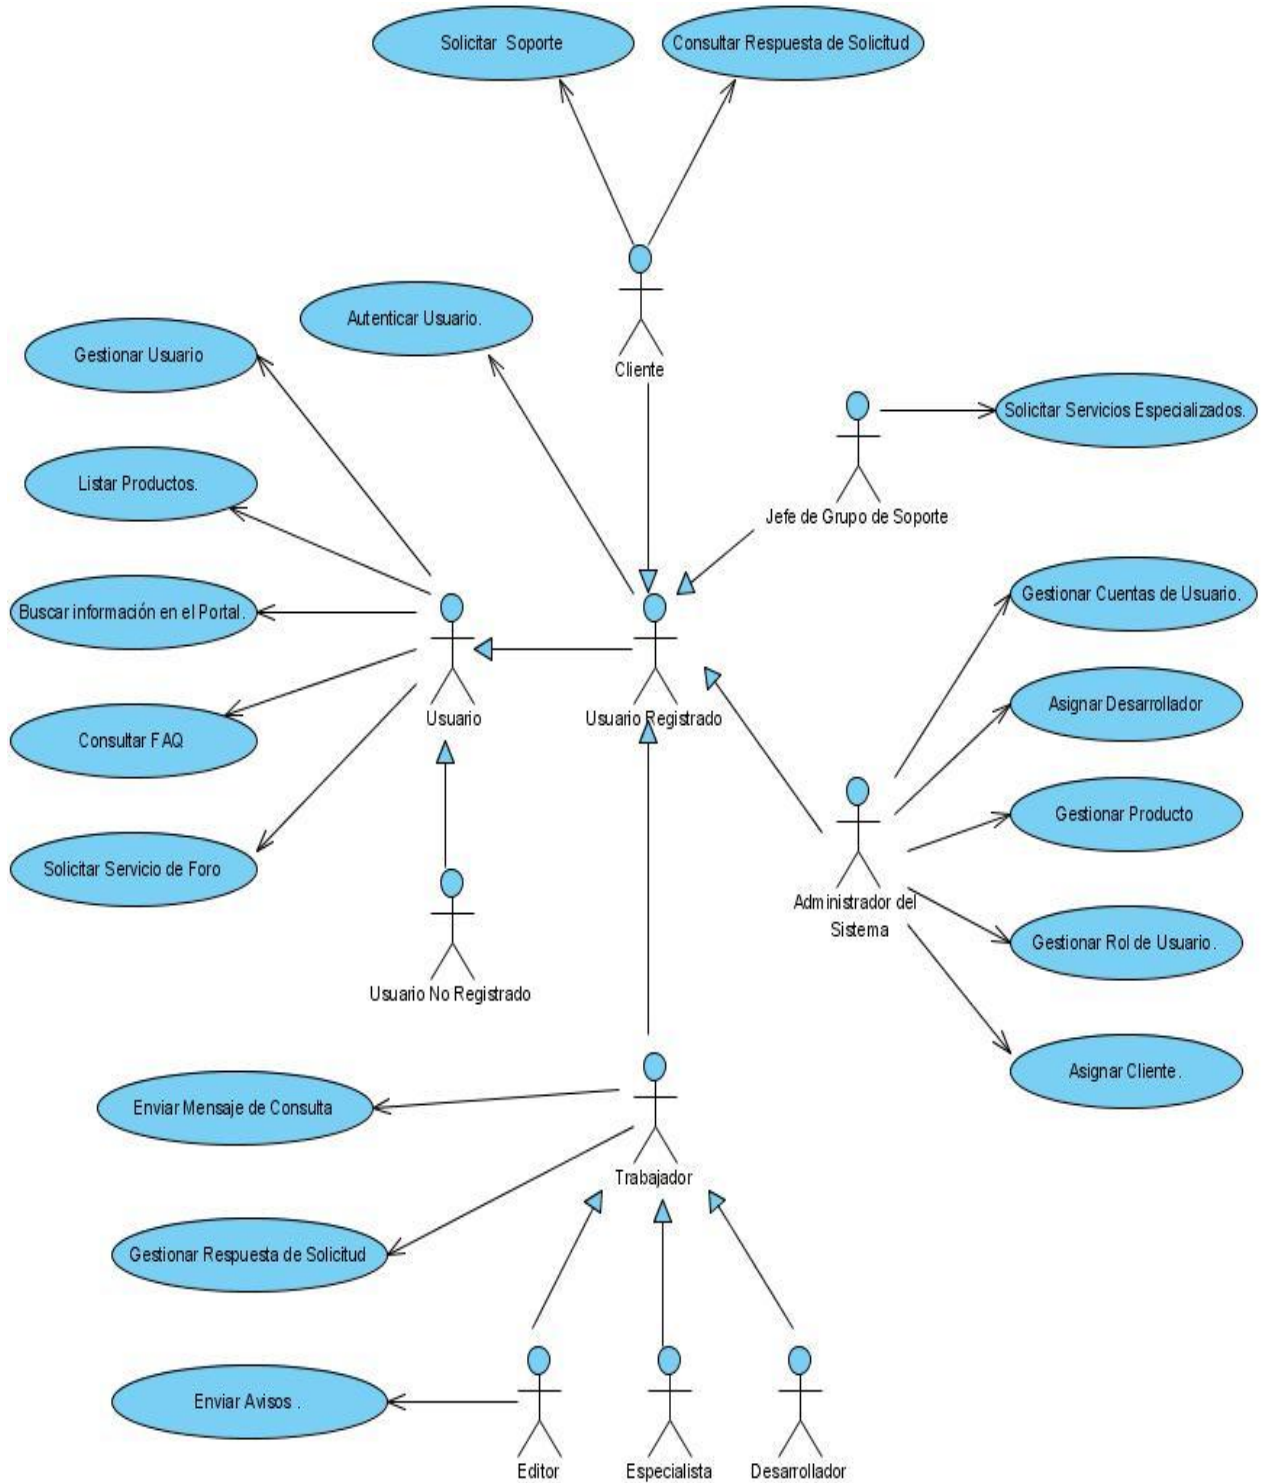 Solicitar Soporte
Consultar Respuesta de Solicitud
Autenticar Usuario.
Gestionar Usuario
Cliente
Solicitar Servicios Especializados.
Listar Productos.
Jefe de Grupo de Soporte
Gestionar Cuentas de Usuario.
Buscar información en el Portal.
Asignar Desarrollador
Usuario
Usuario Registrado
Consultar FAQ
Gestionar Producto
Solicitar Servicio de Foro
Administrador del
Sistema
Gestionar Rol de Usuario.
Usuario No Registrado
Asignar Cliente.
Enviar Mensaje de Consulta
Trabajador
Gestionar Respuesta de Solicitud
Enviar Avisos .
Editor
Especialista
Desarrollador